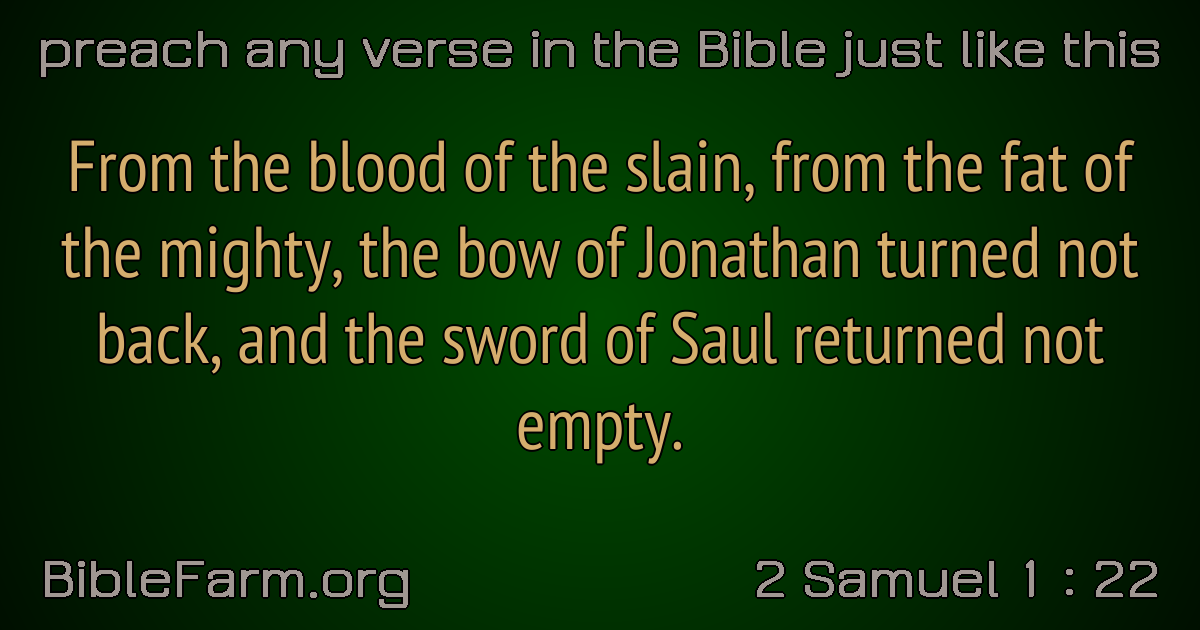 preach any verse in the Bible just like this
From the blood of the slain, from the fat of
the mighty, the bow of Jonathan turned not
back, and the sword of Saul returned not
empty.
BibleFarm.org
2 Samuel 1 : 22